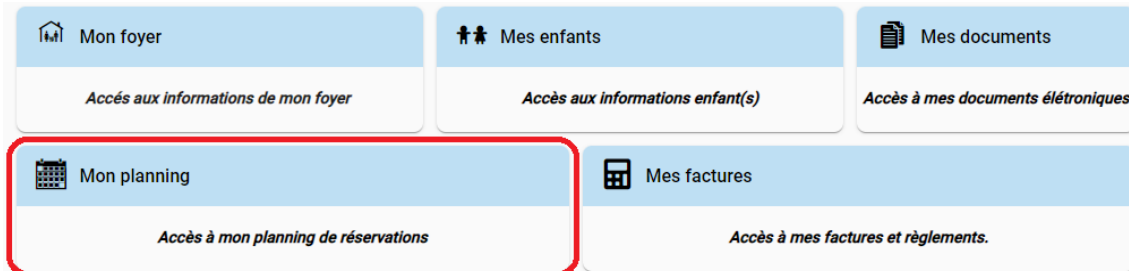 Mon foyer
Mes enfants
Mes documents
Accés aux informations de mon foyer
Accès aux informations enfant(s)
Accès à mes documents élétroniques
Mon planning
Mes factures
Accès à mon planning de réservations
Accès à mes factures et règlements.